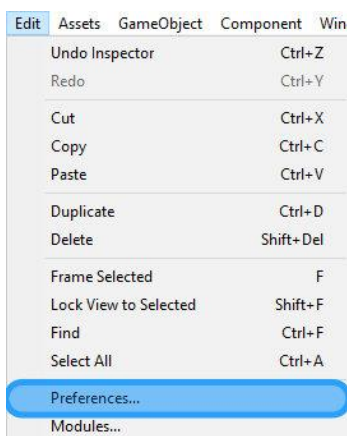 Edit Assets GameObject Component Win
Undo Inspector Ctrl+Z
Redo Ctrl+Y
Cut Ctrl+X
Copy Ctrl+C
Paste Ctrl+V
Duplicate Ctrl+D
Delete Shift+Del
Frame Selected F
Lock View to Selected Shift+F
Find Ctrl+F
Select All Ctrl+A
Preferences...
Modules...